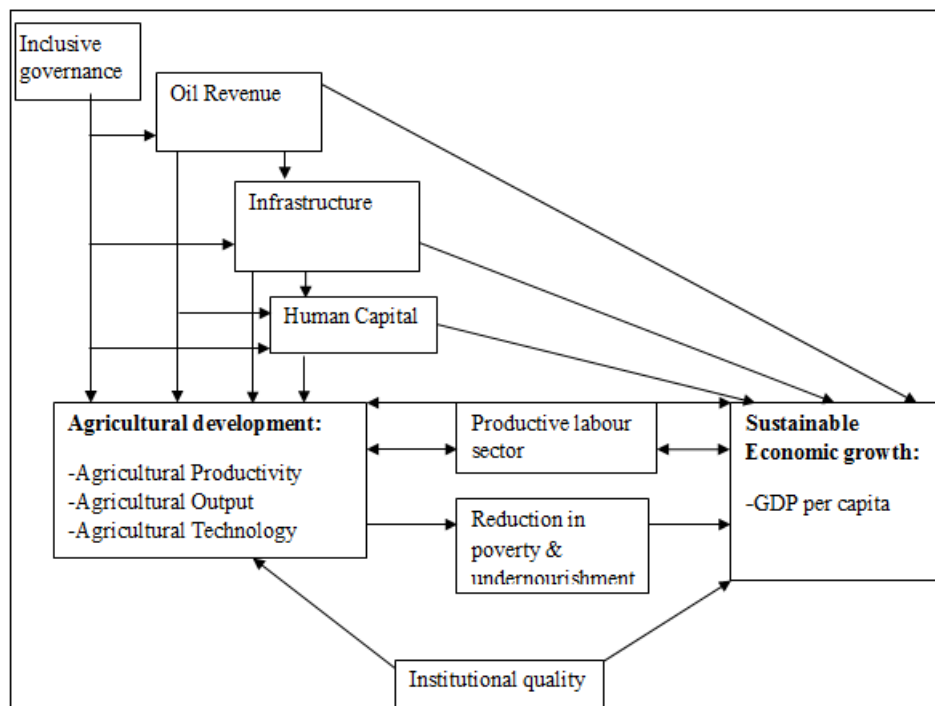 Inclusive
governance
Oil Revenue
Infrastructure
Human Capital
Agricultural development:
-Agricultural Productivity
-Agricultural Output
-Agricultural Technology
Productive labour
sector
Reduction in
poverty &
undernourishment
Sustainable
Economic growth:
-GDP per capita
Institutional quality